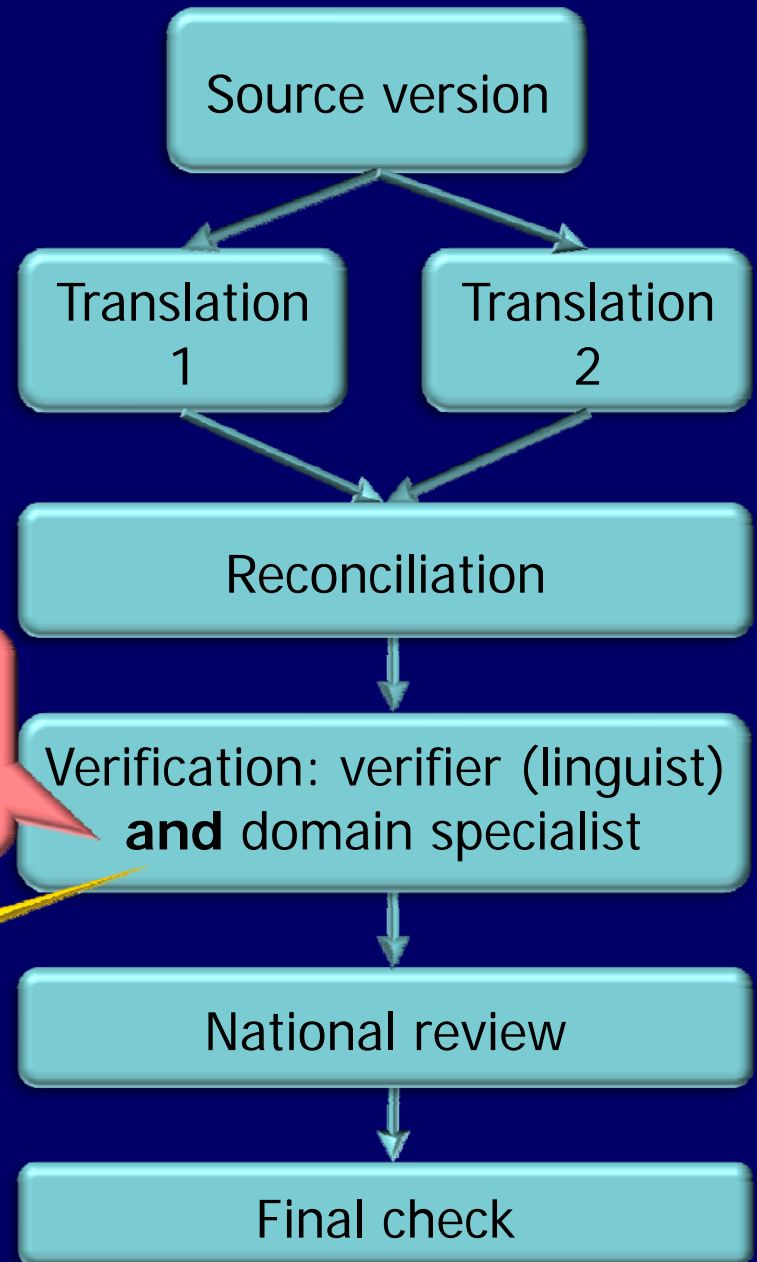 Source version
Translation
1
Translation
2
Reconciliation
Verification: verifier (linguist)
and domain specialist
National review
Final check